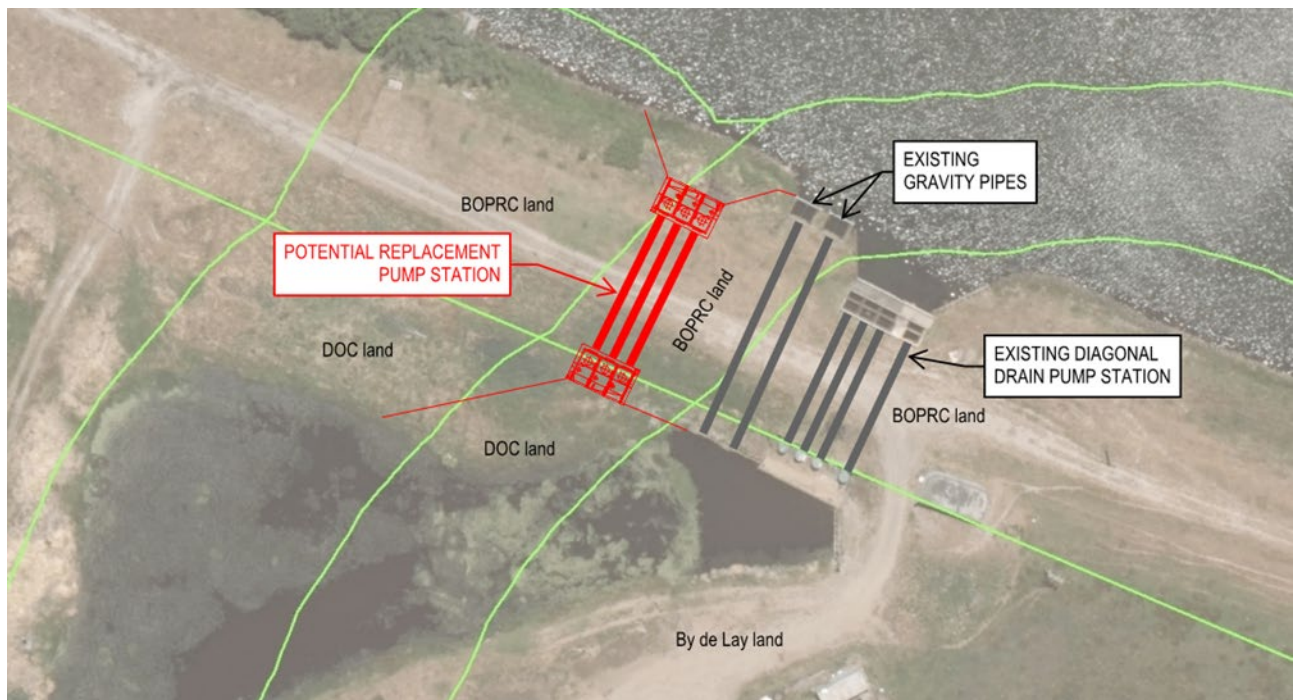 EXISTING
GRAVITY PIPES
BOPRC land
POTENTIAL REPLACEMENT
PUMP STATION
BOPRC land
DOC land
EXISTING DIAGONAL
DRAIN PUMP STATION
BOPRC land
DOC land
By de Lay land